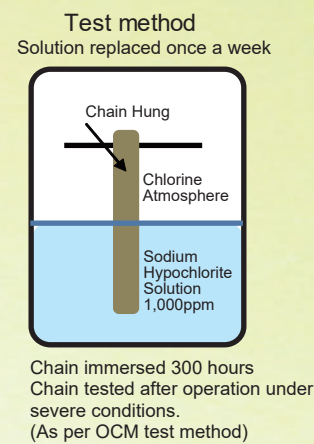 Test method
Solution replaced once a week
Chain Hung
Chlorine
Atmosphere
Sodium
Hypochlorite
Solution
1,000ppm
Chain immersed 300 hours
Chain tested after operation under
severe conditions.
(As per OCM test method)